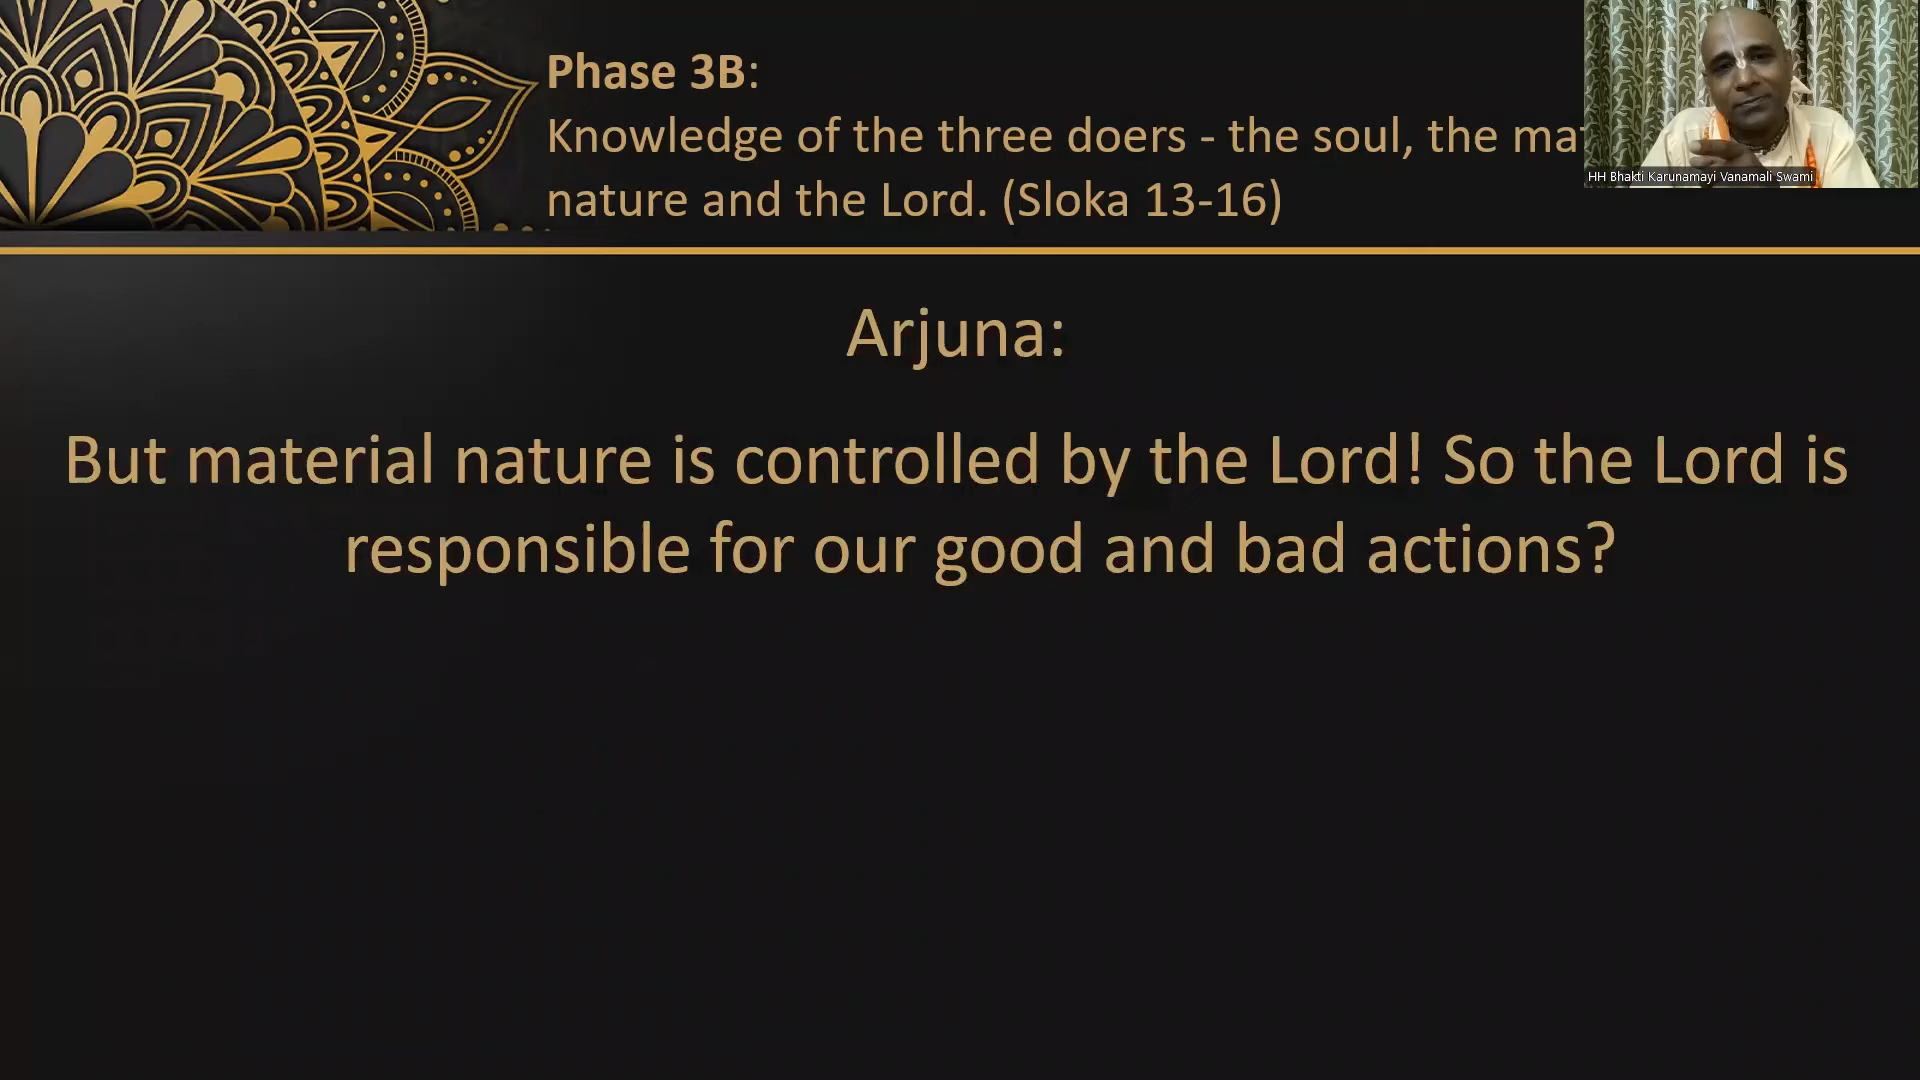 Phase 3B:
Knowledge of the three doers - the soul, the mat
nature and the Lord. (Sloka 13-16)
HH Bhakti Karunamayi Vanamali Swami
Arjuna:
But material nature is controlled by the Lord! So the Lord is
responsible for our good and bad actions?